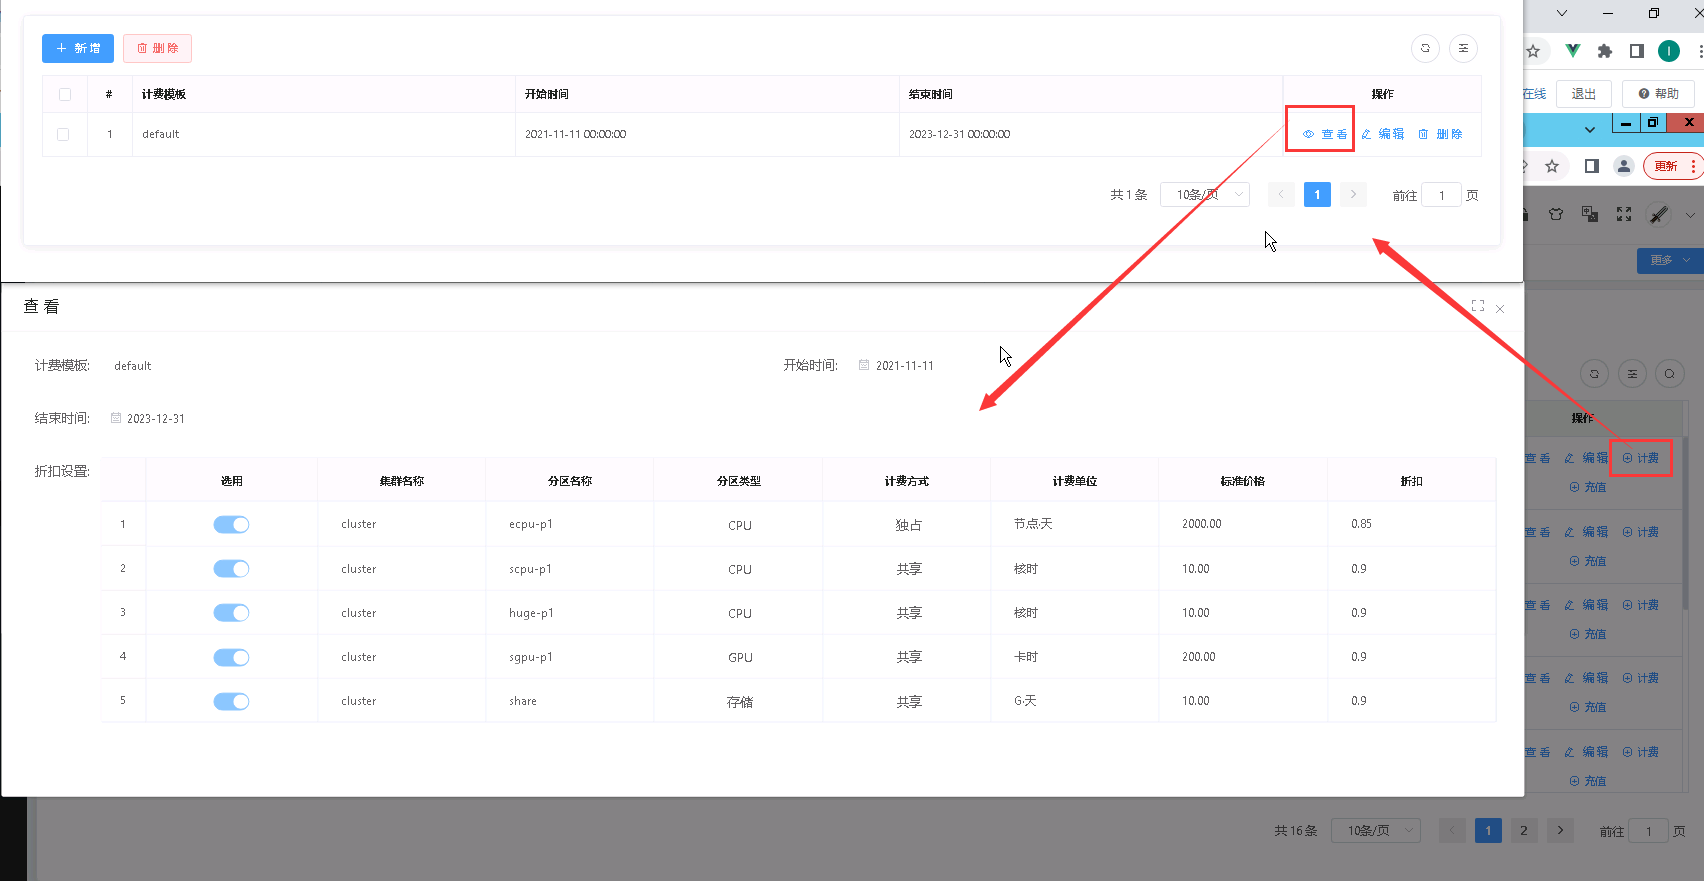 新增 删除
# 计费模板 开始时间 结束时间 操作
1 default 2021-11-11 00:00:00 2023-12-31 00:00:00 查看 编辑 删除
共1条 10条/页 1 前往 1 页
在线 退出 帮助
更新
更多
查看
计费模板: default 开始时间: 2021-11-11
结束时间: 2023-12-31
折扣设置:
选用 集群名称 分区名称 分区类型 计费方式 计费单位 标准价格 折扣
1 cluster ecpu-p1 CPU 独占 节点·天 2000.00 0.85
2 cluster scpu-p1 CPU 共享 核时 10.00 0.9
3 cluster huge-p1 CPU 共享 核时 10.00 0.9
4 cluster sgpu-p1 GPU 共享 卡时 200.00 0.9
5 cluster share 存储 共享 G·天 10.00 0.9
操作
查看 编辑 计费
充值
查看 编辑 计费
充值
查看 编辑 计费
充值
查看 编辑 计费
充值
查看 编辑 计费
充值
共16条 10条/页 1 2 前往 1 页